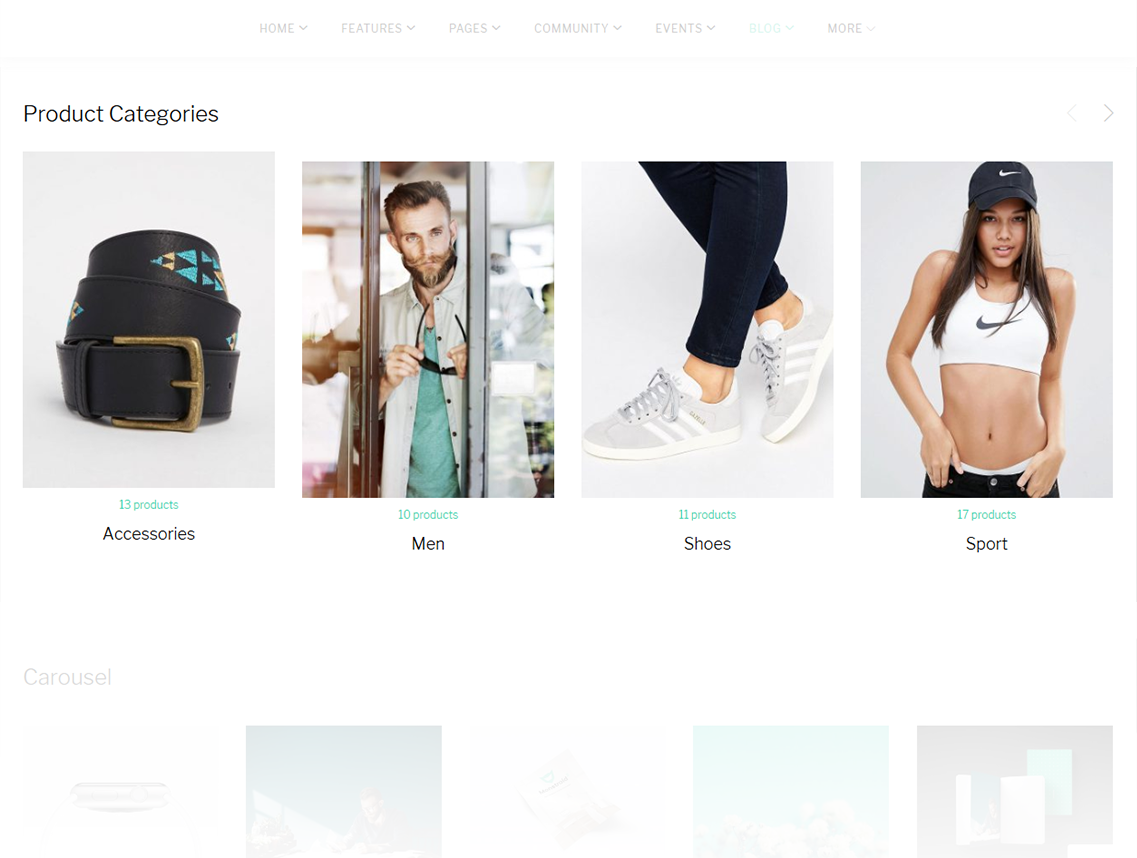 HOME FEATURES PAGES COMMUNITY EVENTS BLOG MORE
Product Categories
13 products
Accessories
10 products
Men
11 products
Shoes
17 products
Sport
Carousel